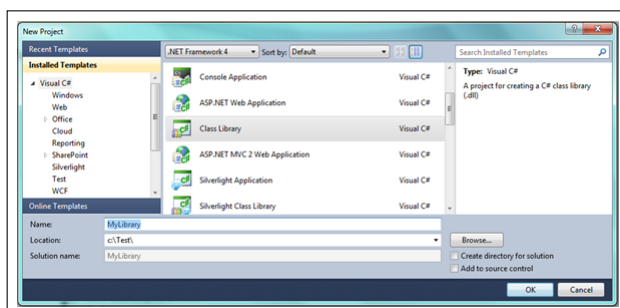 New Project
Recent Templates
.NET Framework 4 Sort by: Default Search Installed Templates
Installed Templates
Visual C#
Windows
Web
Office
Cloud
Reporting
SharePoint
Silverlight
Test
WCF
Online Templates
Console Application Visual C#
ASP.NET Web Application Visual C#
Class Library Visual C#
ASP.NET MVC 2 Web Application Visual C#
Silverlight Application Visual C#
Silverlight Class Library Visual C#
Type: Visual C#
A project for creating a C# class library
(.dll)
Name: MyLibrary
Location: c:\Test\ Browse...
Solution name: MyLibrary
Create directory for solution
Add to source control
OK Cancel